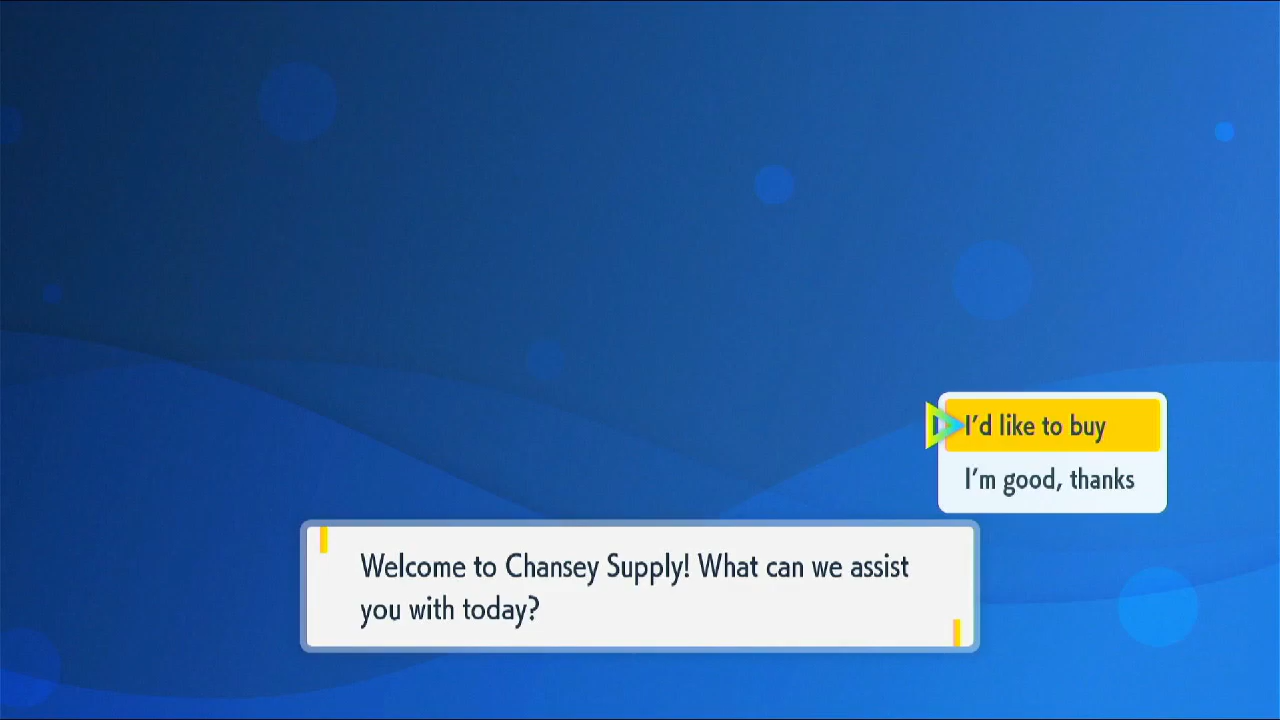 I'd like to buy
I'm good, thanks
Welcome to Chansey Supply! What can we assist
you with today?